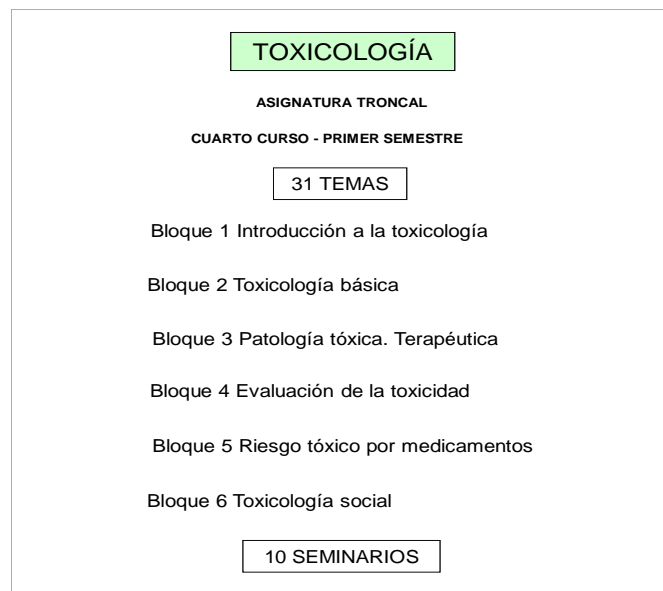 TOXICOLOGÍA
ASIGNATURA TRONCAL
CUARTO CURSO - PRIMER SEMESTRE
31 TEMAS
Bloque 1 Introducción a la toxicología
Bloque 2 Toxicología básica
Bloque 3 Patología tóxica. Terapéutica
Bloque 4 Evaluación de la toxicidad
Bloque 5 Riesgo tóxico por medicamentos
Bloque 6 Toxicología social
10 SEMINARIOS